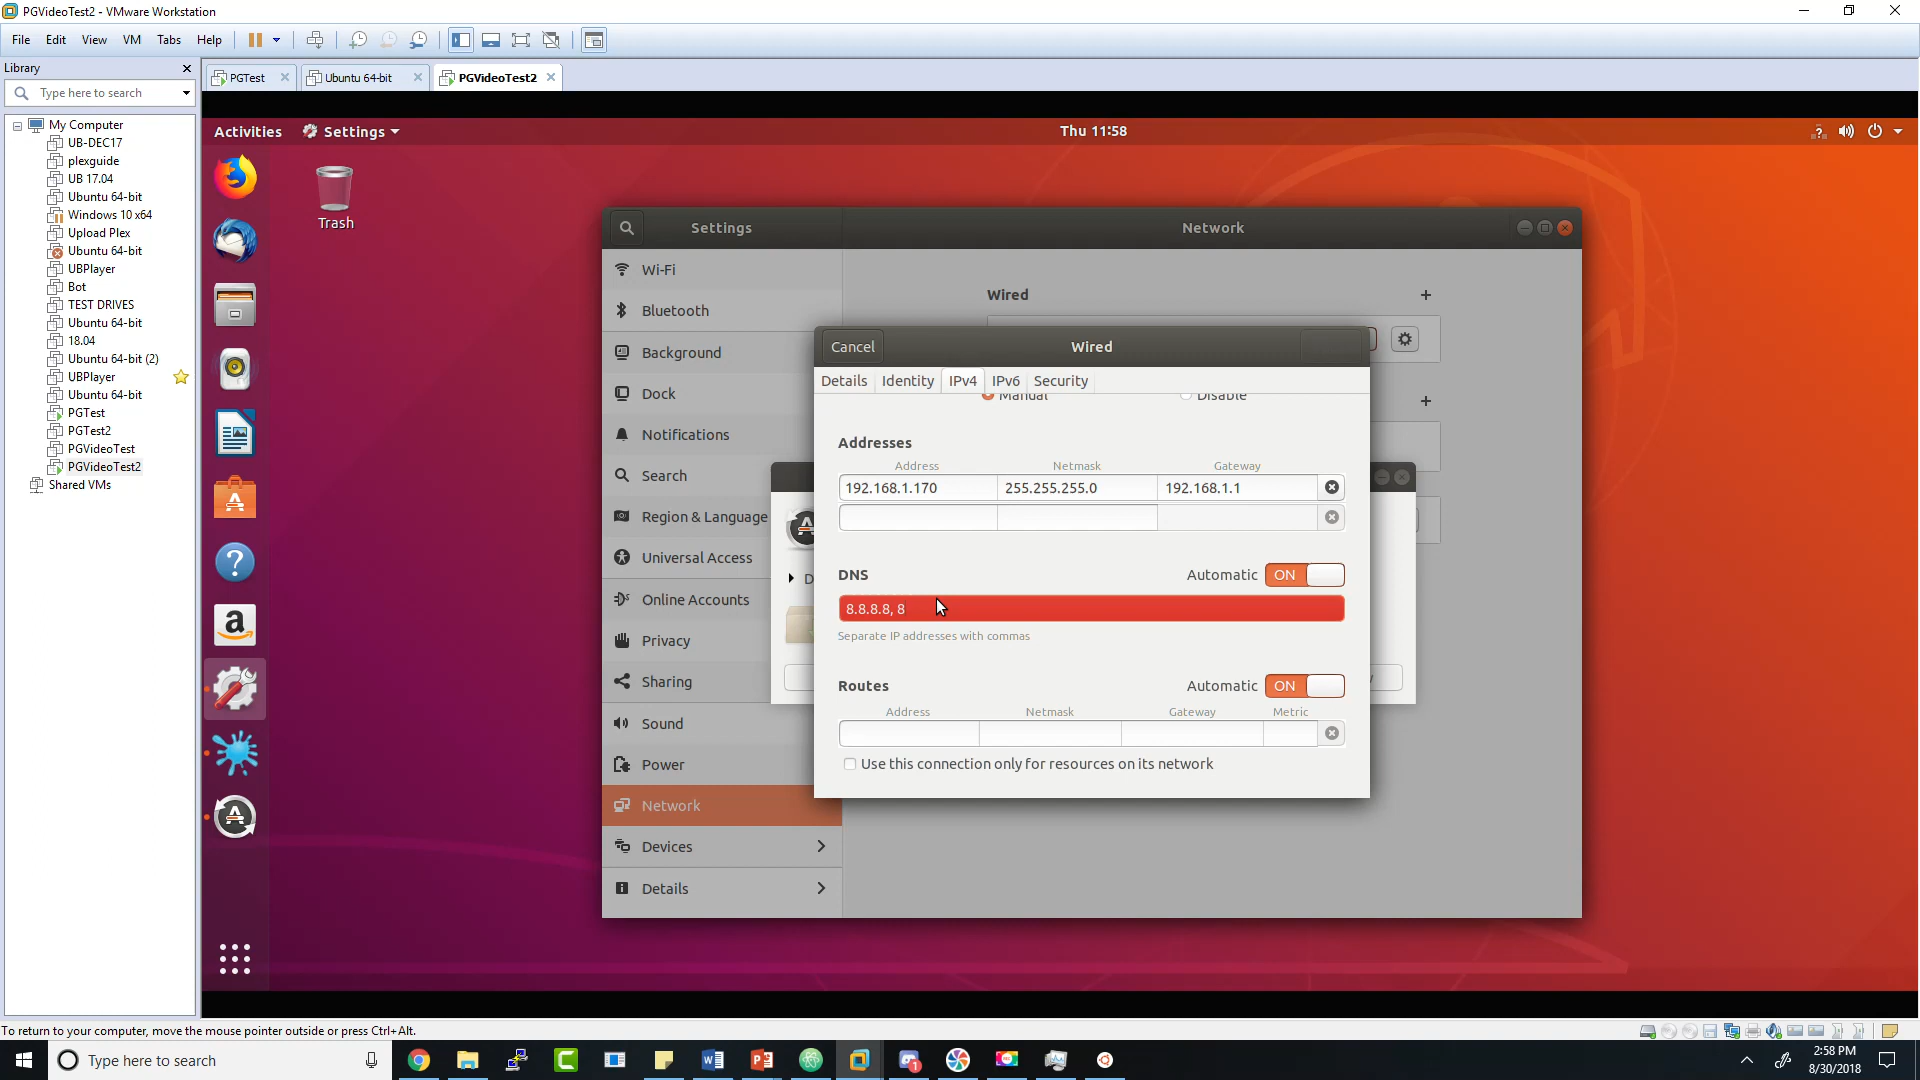 PGVideoTest2 - VMware Workstation
File Edit View VM Tabs Help
Library
Type here to search
My Computer
UB-DEC17
plexguide
UB 17.04
Ubuntu 64-bit
Windows 10 x64
Upload Plex
Ubuntu 64-bit
UBPlayer
Bot
TEST DRIVES
Ubuntu 64-bit
18.04
Ubuntu 64-bit (2)
UBPlayer
Ubuntu 64-bit
PGTest
PGTest2
PGVideoTest
PGVideoTest2
Shared VMs
PGTest Ubuntu 64-bit PGVideoTest2
Activities Settings Thu 11:58
Trash
Settings Network
Wi-Fi
Bluetooth
Background
Dock
Notifications
Search
Region & Language
Universal Access
Online Accounts
Privacy
Sharing
Sound
Power
Network
Devices
Details
Wired
Cancel Wired
Details Identity IPv4 IPv6 Security
Manual Disable
Addresses
Address Netmask Gateway
192.168.1.170 255.255.255.0 192.168.1.1
DNS Automatic ON
8.8.8.8, 8
Separate IP addresses with commas
Routes Automatic ON
Address Netmask Gateway Metric
Use this connection only for resources on its network
To return to your computer, move the mouse pointer outside or press Ctrl+Alt.
Type here to search
2:58 PM
8/30/2018